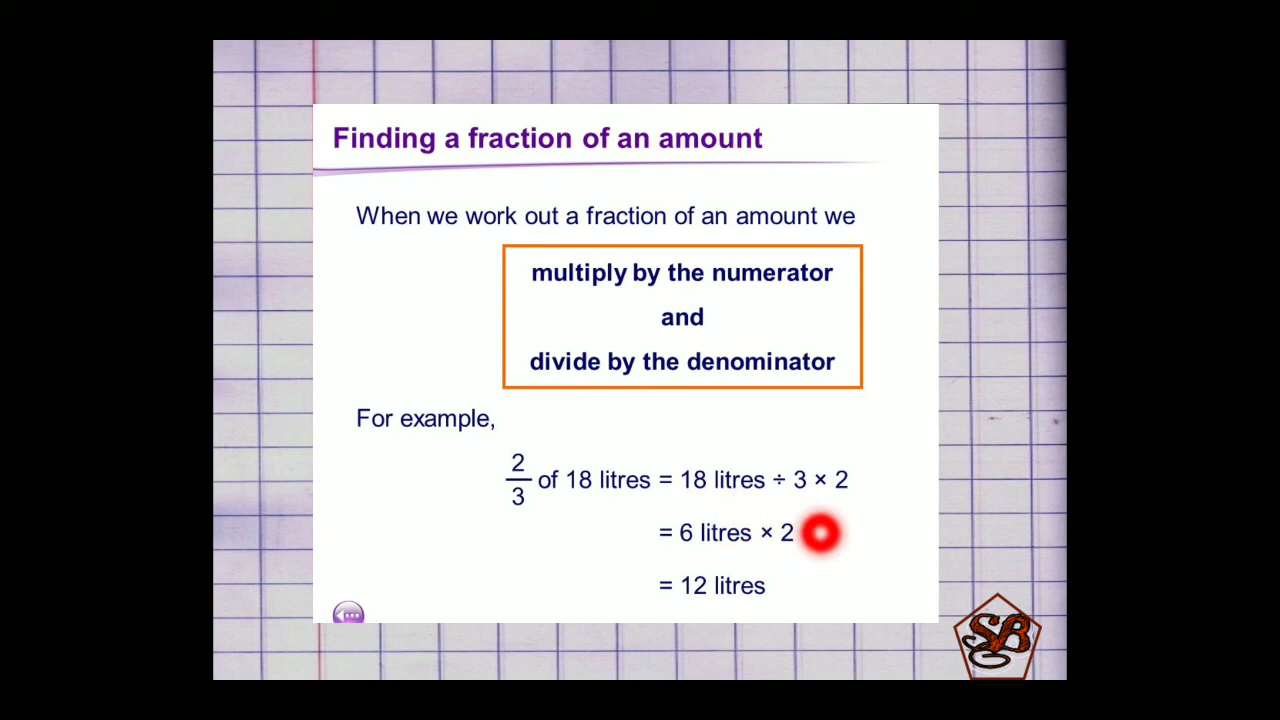 Finding a fraction of an amount
When we work out a fraction of an amount we
multiply by the numerator
and
divide by the denominator
For example,
2/3 of 18 litres = 18 litres ÷ 3 × 2
= 6 litres × 2
= 12 litres
SB